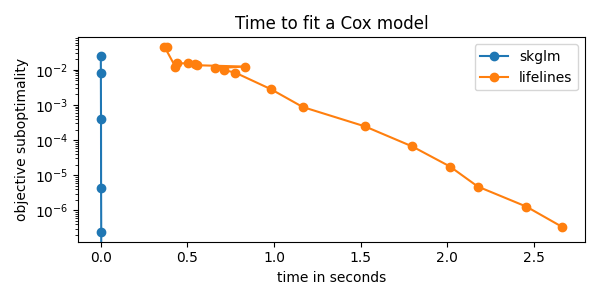 Time to fit a Cox model
objective suboptimality
10⁻²
10⁻³
10⁻⁴
10⁻⁵
10⁻⁶
skglm
lifelines
0.0 0.5 1.0 1.5 2.0 2.5
time in seconds